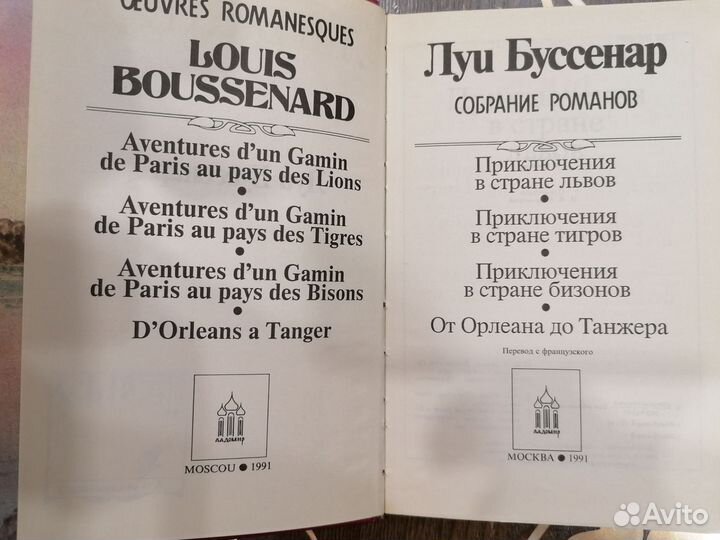 ŒUVRES ROMANESQUES
LOUIS
BOUSSENARD
Aventures d'un Gamin
de Paris au pays des Lions
●
Aventures d'un Gamin
de Paris au pays des Tigres
●
Aventures d'un Gamin
de Paris au pays des Bisons
●
D'Orleans a Tanger
ЛАДОМИР
MOSCOU ● 1991
Луи Буссенар
СОБРАНИЕ РОМАНОВ
Приключения
в стране львов
●
Приключения
в стране тигров
●
Приключения
в стране бизонов
●
От Орлеана до Танжера
Перевод с французского
ЛАДОМИР
МОСКВА ● 1991
Avito